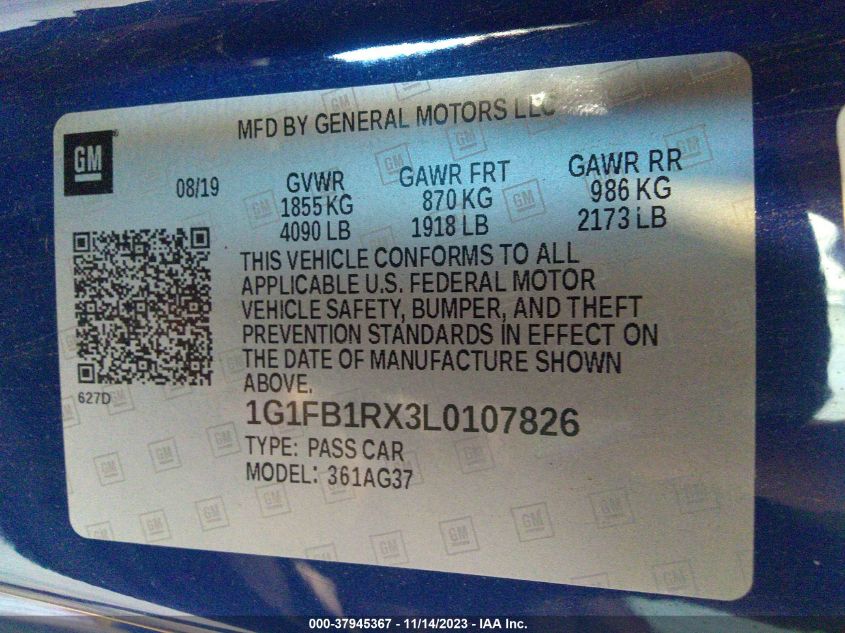 MFD BY GENERAL MOTORS LLC
GM
08/19
GVWR
1855 KG
4090 LB
GAWR FRT
870 KG
1918 LB
GAWR RR
986 KG
2173 LB
THIS VEHICLE CONFORMS TO ALL
APPLICABLE U.S. FEDERAL MOTOR
VEHICLE SAFETY, BUMPER, AND THEFT
PREVENTION STANDARDS IN EFFECT ON
THE DATE OF MANUFACTURE SHOWN
ABOVE.
627D
1G1FB1RX3L0107826
TYPE: PASS CAR
MODEL: 361AG37
000-37945367 - 11/14/2023 - IAA Inc.